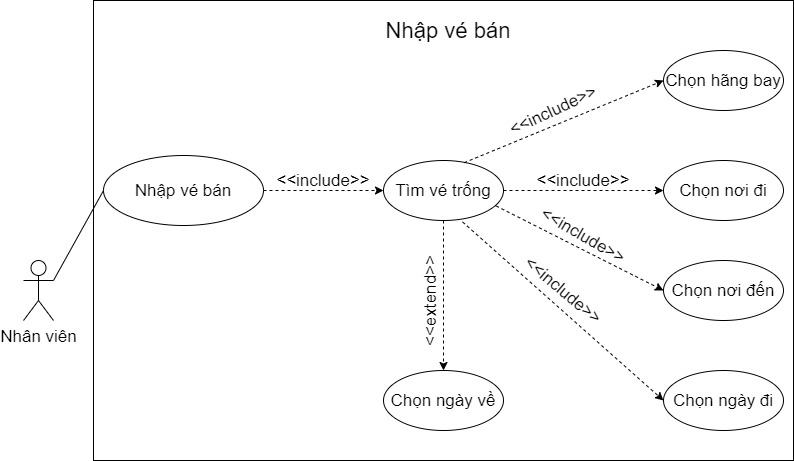 Nhập vé bán
Chọn hãng bay
<<include>>
Nhập vé bán
<<include>>
Tìm vé trống
<<include>>
Chọn nơi đi
<<include>>
Chọn nơi đến
<<include>>
<<extend>>
Nhân viên
Chọn ngày về
Chọn ngày đi